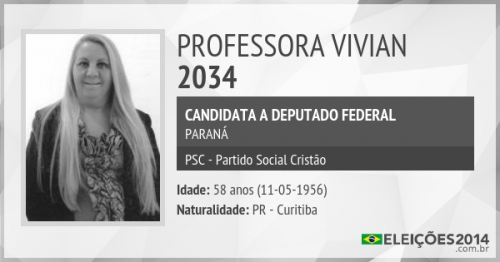 PROFESSORA VIVIAN
2034
CANDIDATA A DEPUTADO FEDERAL
PARANÁ
PSC - Partido Social Cristão
Idade: 58 anos (11-05-1956)
Naturalidade: PR - Curitiba
ELEIÇÕES2014
.com.br